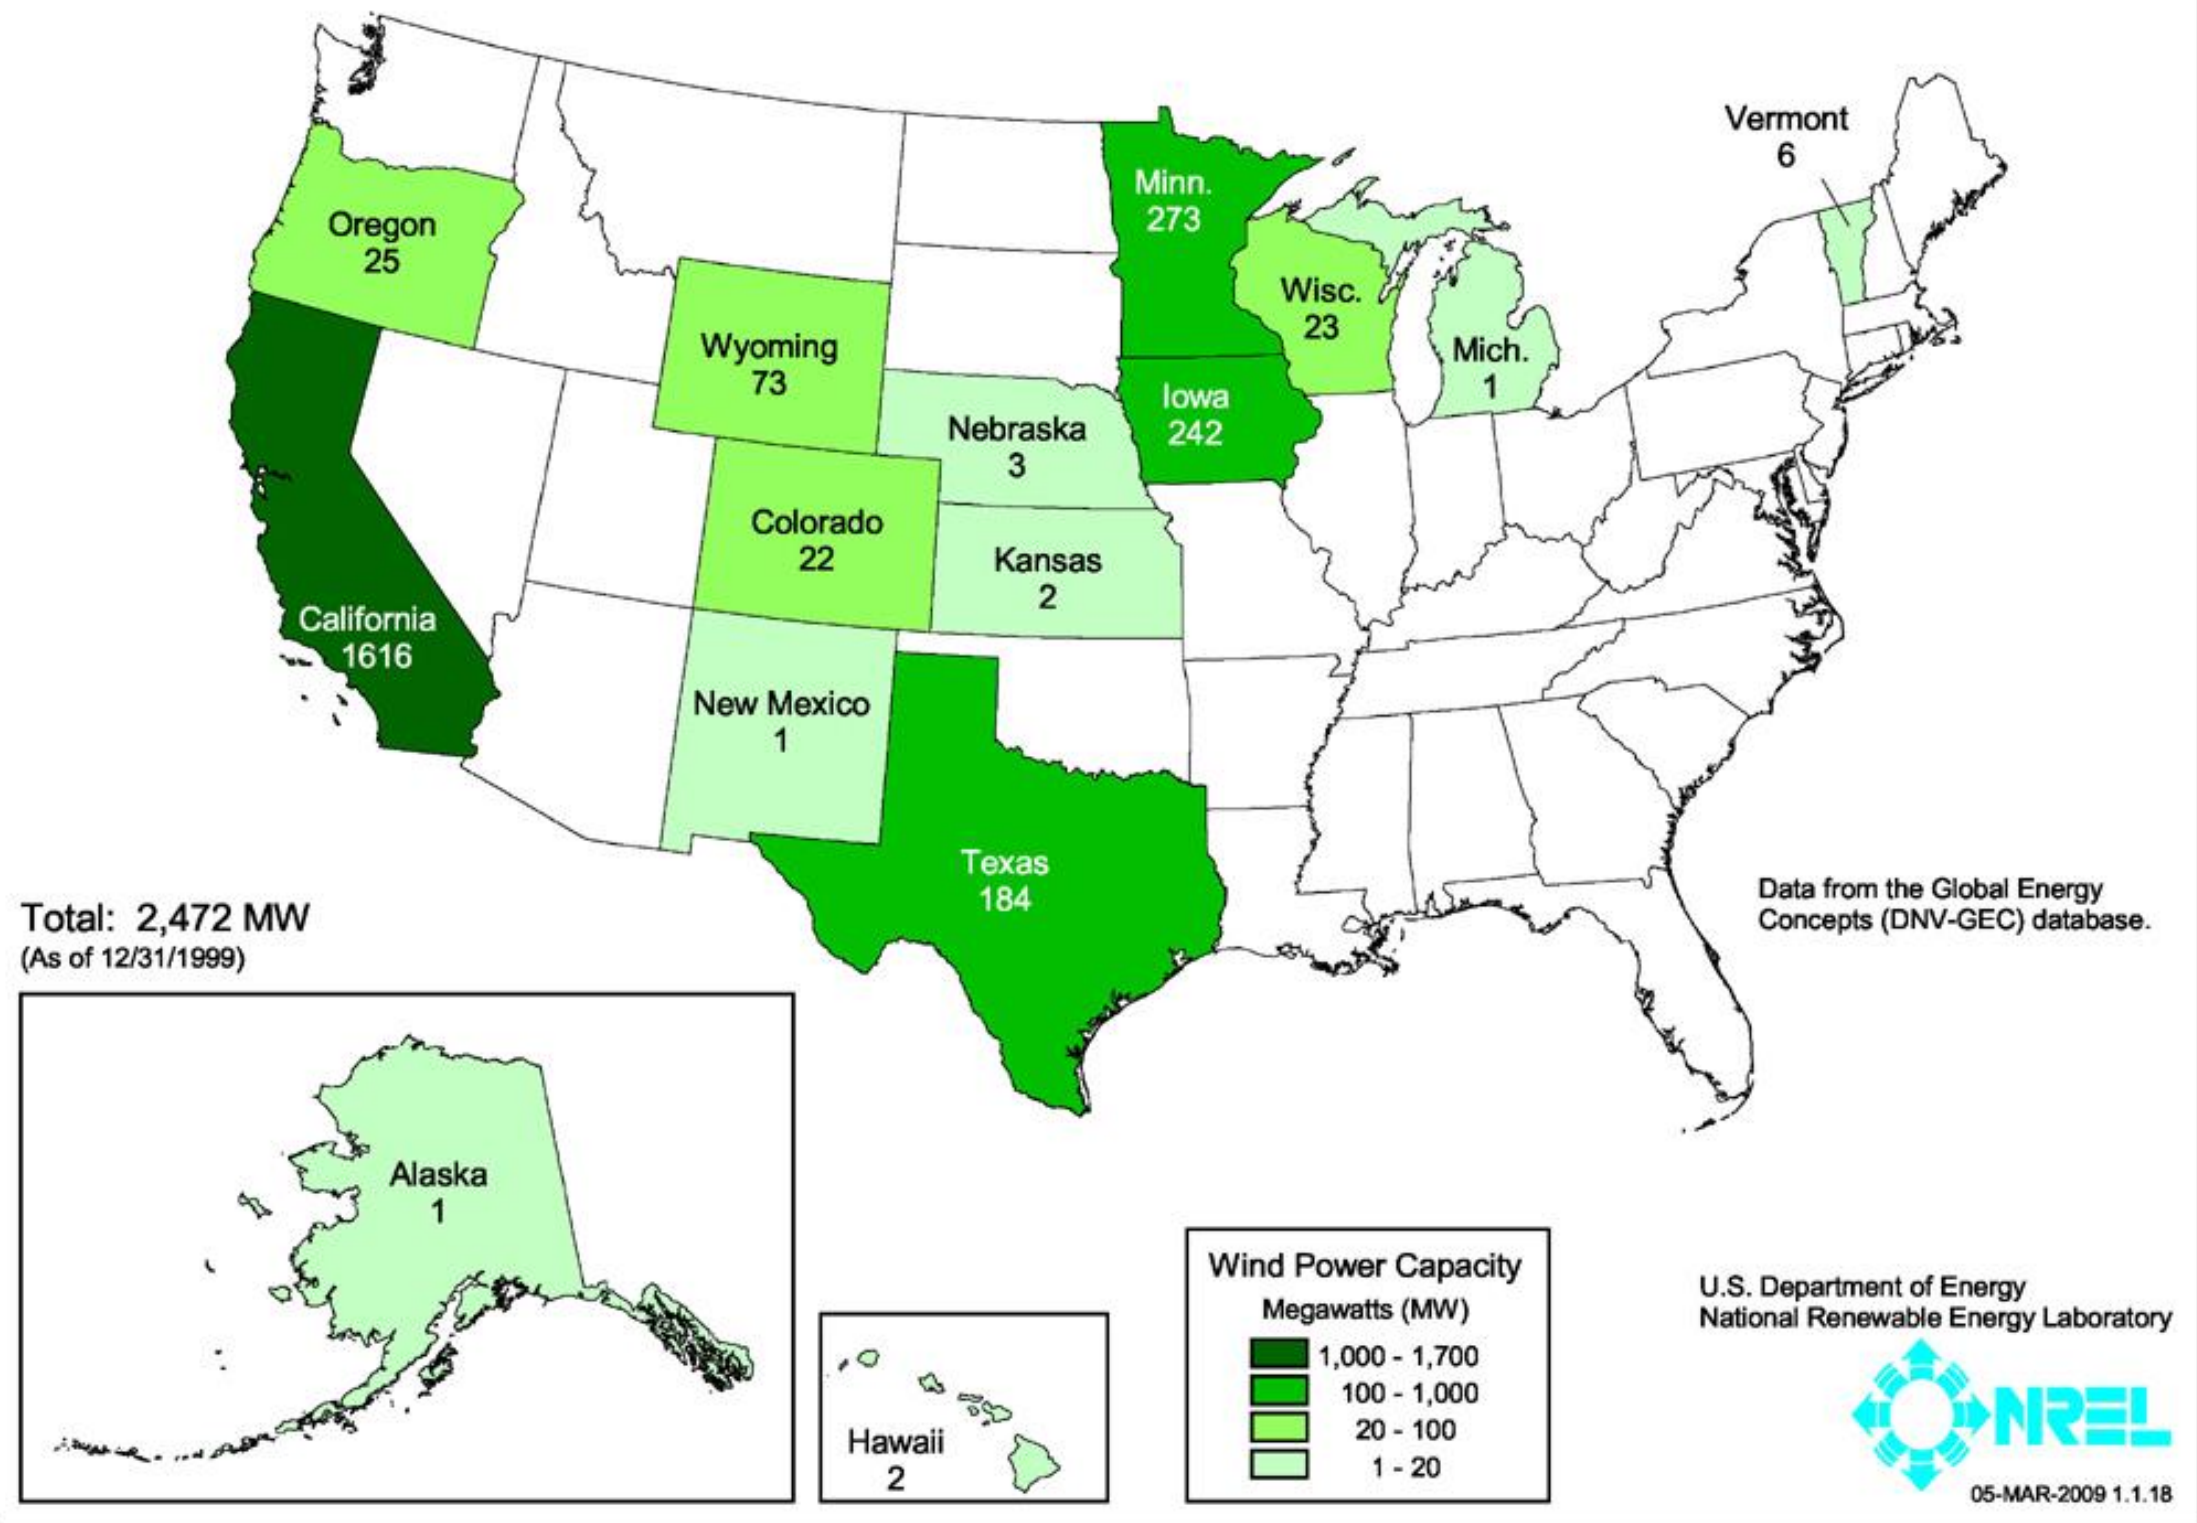 Vermont
6
Minn.
273
Oregon
25
Wisc.
23
Wyoming
73
Mich.
1
Iowa
242
Nebraska
3
Colorado
22
Kansas
2
California
1616
New Mexico
1
Texas
184
Data from the Global Energy
Concepts (DNV-GEC) database.
Total: 2,472 MW
(As of 12/31/1999)
Alaska
1
Hawaii
2
Wind Power Capacity
Megawatts (MW)
1,000 - 1,700
100 - 1,000
20 - 100
1 - 20
U.S. Department of Energy
National Renewable Energy Laboratory
NREL
05-MAR-2009 1.1.18